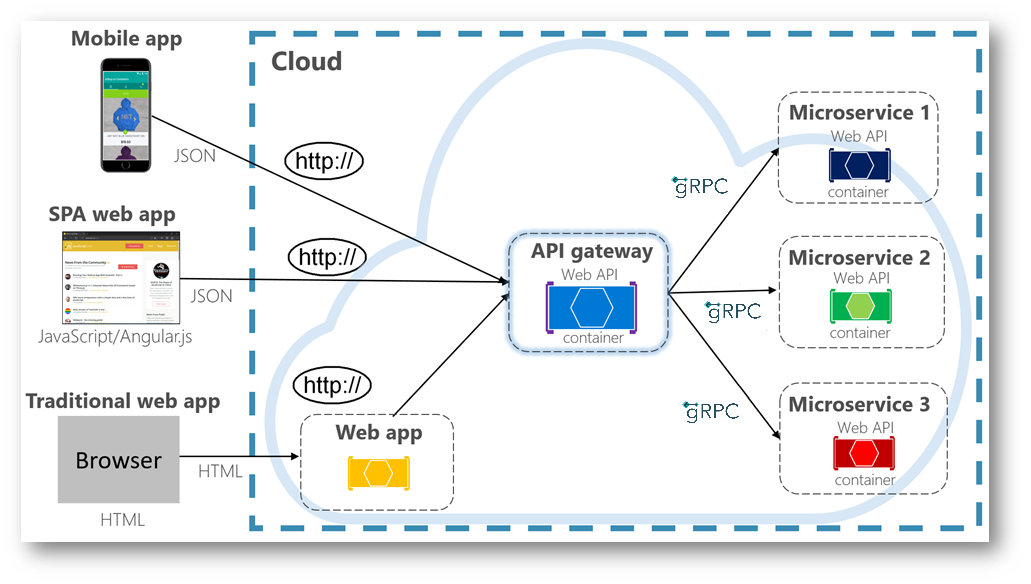 Mobile app
JSON
http://
SPA web app
JSON
http://
JavaScript/Angular.js
Traditional web app
Browser
HTML
HTML
Cloud
http://
Web app
API gateway
Web API
container
gRPC
gRPC
gRPC
Microservice 1
Web API
container
Microservice 2
Web API
container
Microservice 3
Web API
container